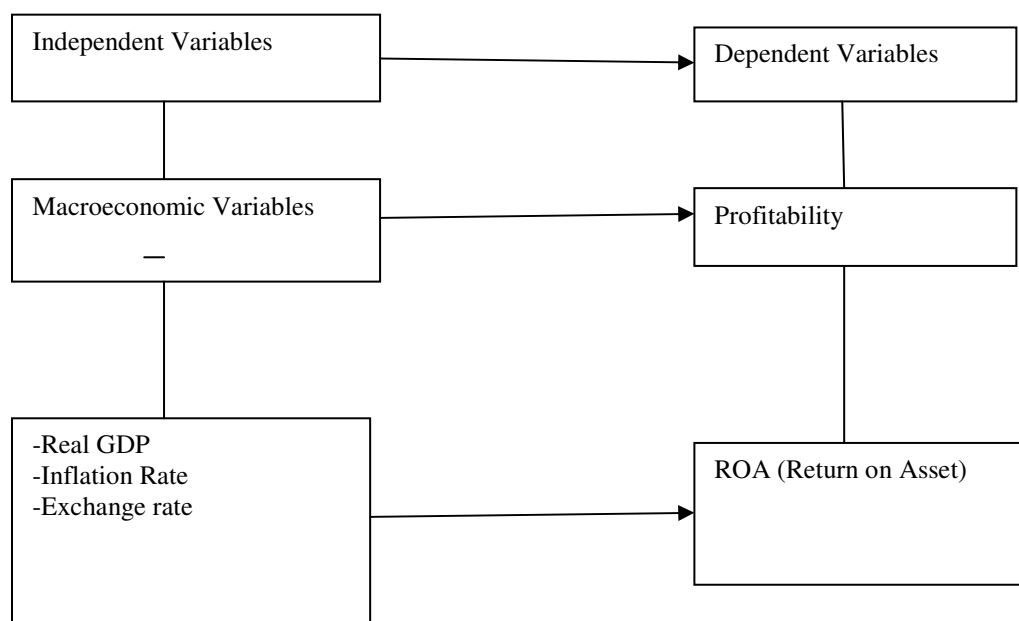 Independent Variables
Dependent Variables
Macroeconomic Variables
Profitability
-Real GDP
-Inflation Rate
-Exchange rate
ROA (Return on Asset)